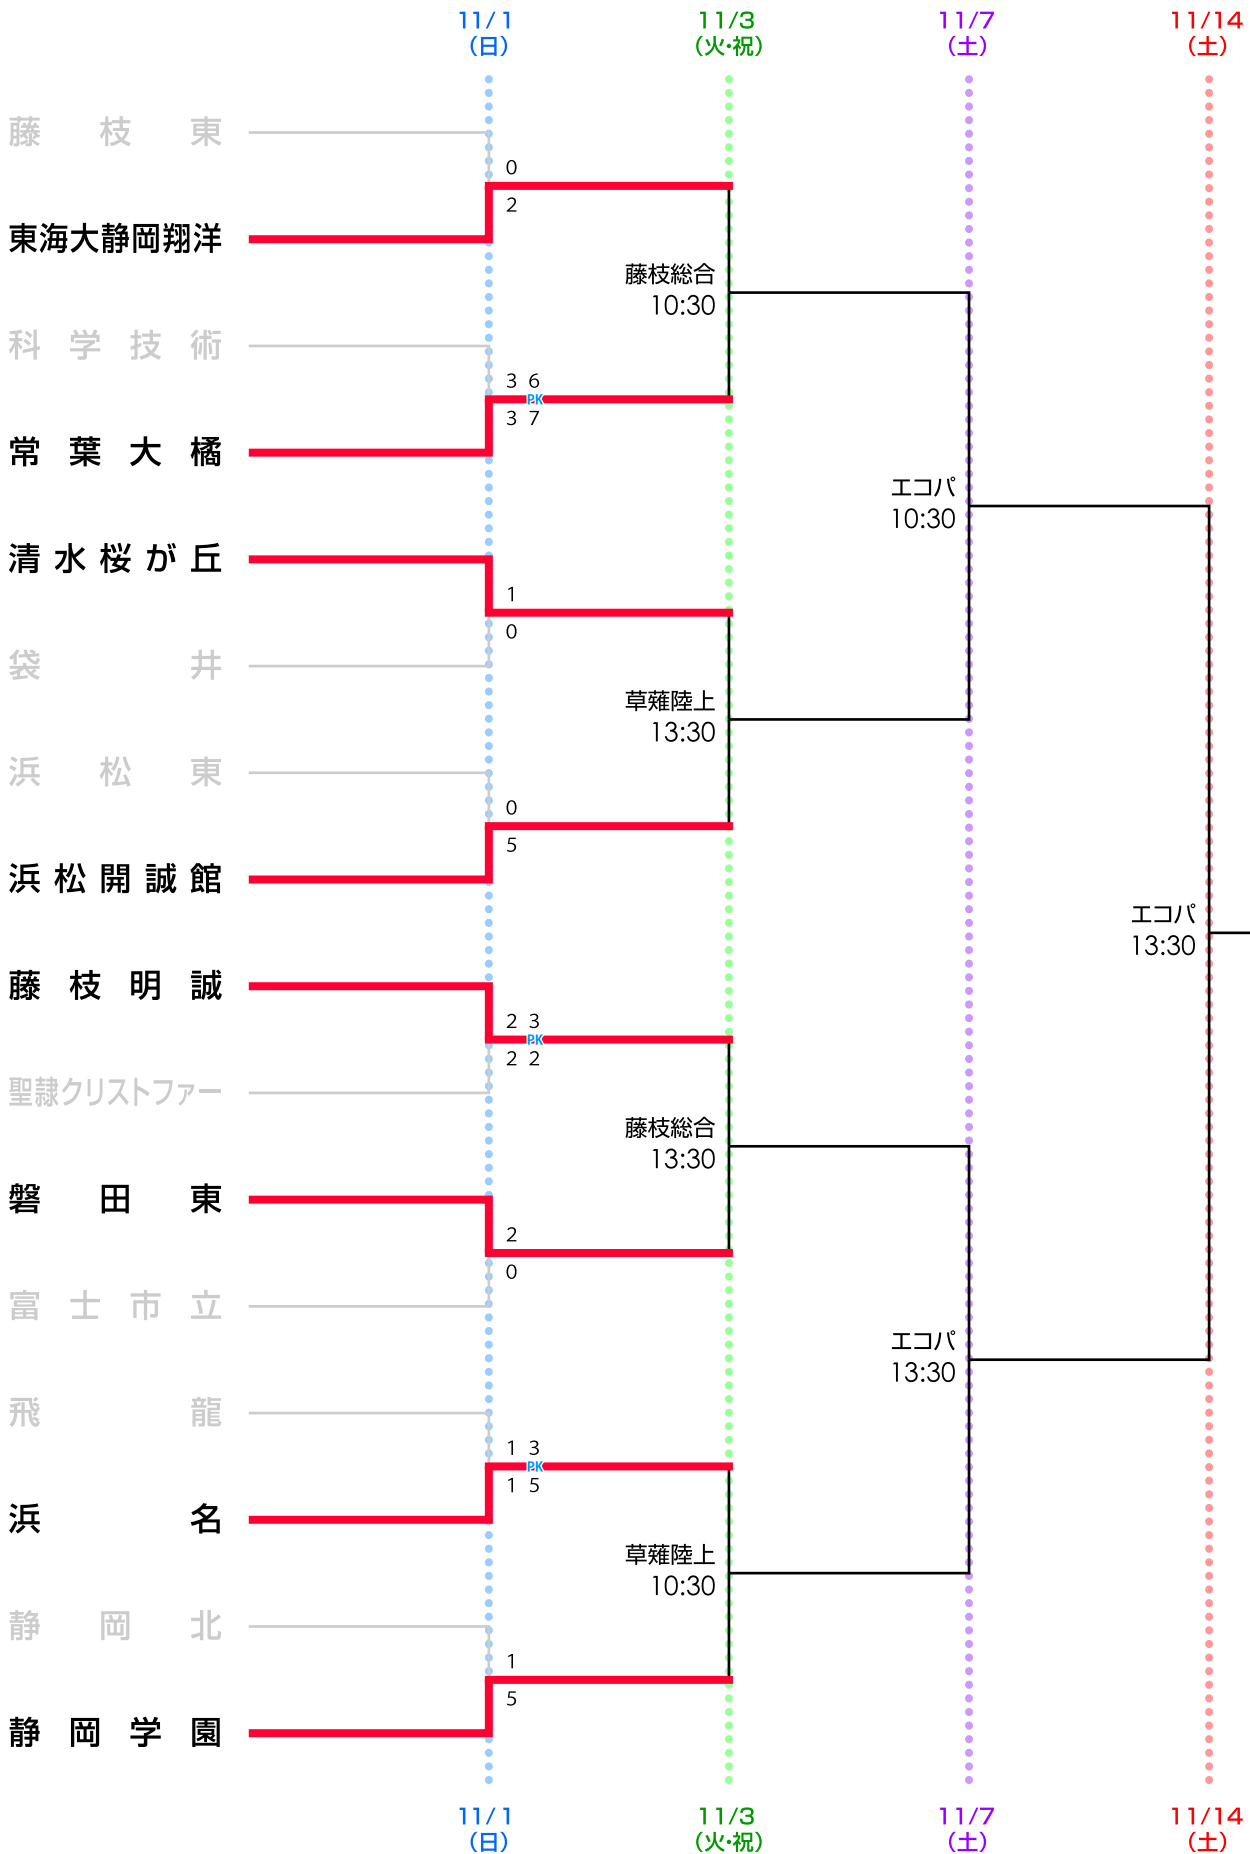 11/1 11/3 11/7 11/14
(日) (火・祝) (土) (土)
藤枝東
0
2
東海大静岡翔洋
藤枝総合
10:30
科学技術
3 6
PK
3 7
常葉大橘
エコパ
10:30
清水桜が丘
1
0
袋井
草薙陸上
13:30
浜松東
0
5
浜松開誠館
エコパ
13:30
藤枝明誠
2 3
PK
2 2
聖隷クリストファー
藤枝総合
13:30
磐田東
2
0
富士市立
エコパ
13:30
飛龍
1 3
PK
1 5
浜名
草薙陸上
10:30
静岡北
1
5
静岡学園
11/1 11/3 11/7 11/14
(日) (火・祝) (土) (土)